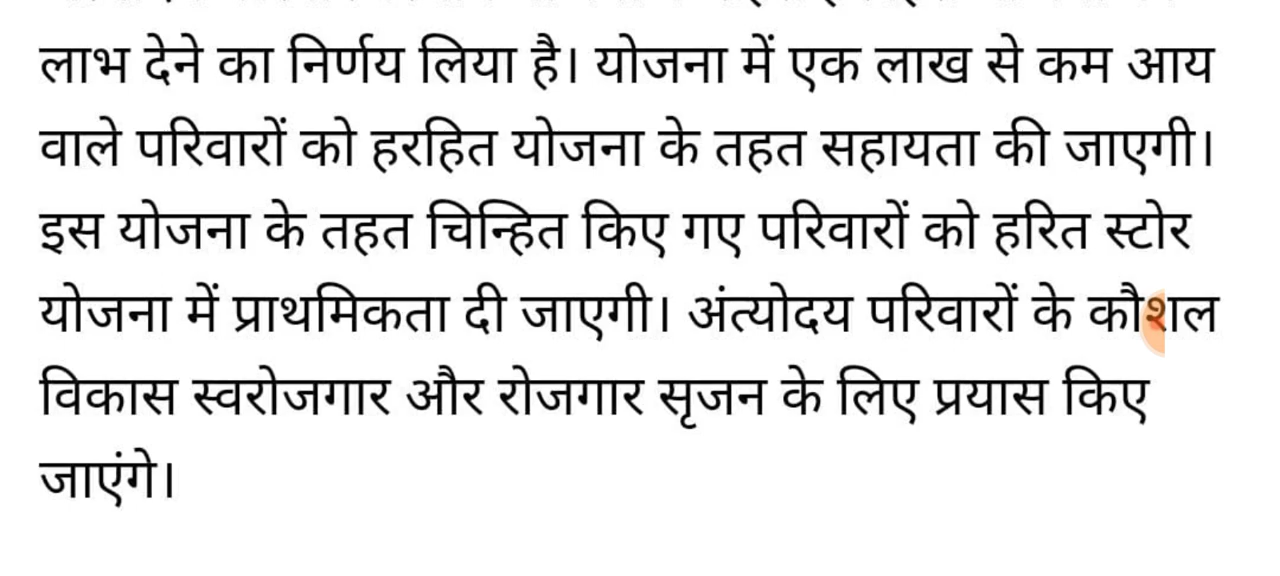 लाभ देने का निर्णय लिया है। योजना में एक लाख से कम आय
वाले परिवारों को हरहित योजना के तहत सहायता की जाएगी।
इस योजना के तहत चिन्हित किए गए परिवारों को हरित स्टोर
योजना में प्राथमिकता दी जाएगी। अंत्योदय परिवारों के कौशल
विकास स्वरोजगार और रोजगार सृजन के लिए प्रयास किए
जाएंगे।